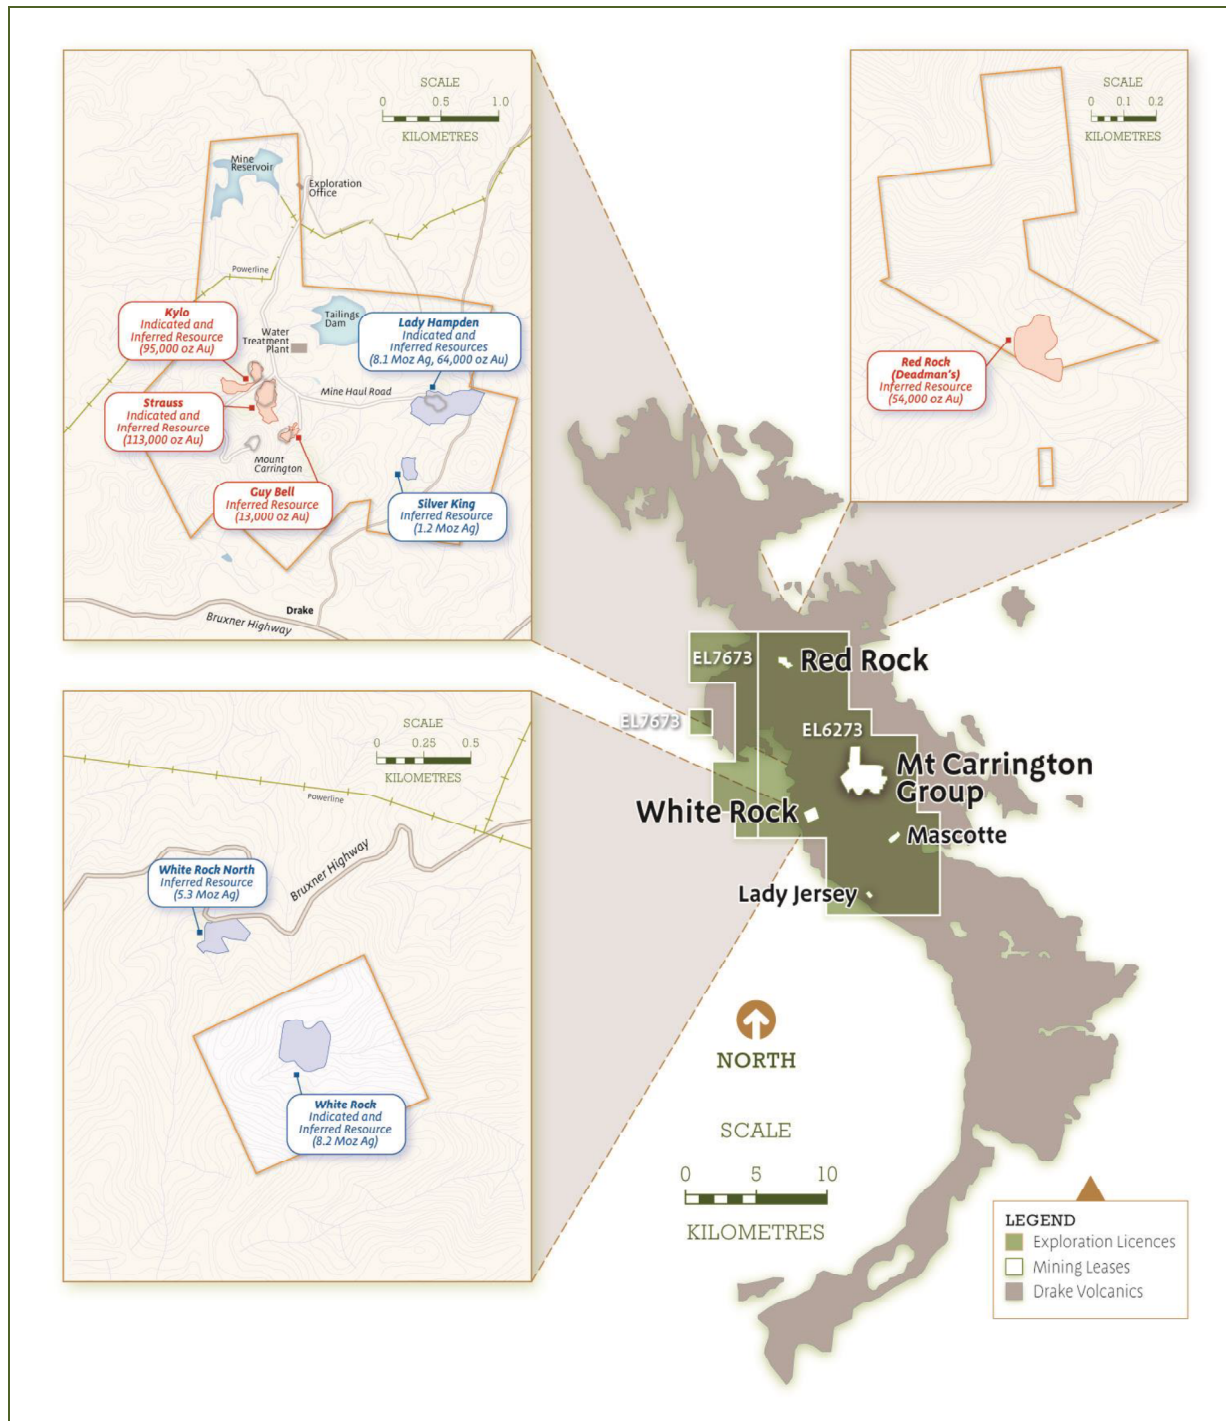 SCALE
0 0.5 1.0
KILOMETRES
Mine
Reservoir
Exploration
Office
Powerline
Kylo
Indicated and
Inferred Resource
(95,000 oz Au)
Water
Treatment
Plant
Tailings
Dam
Lady Hampden
Indicated and
Inferred Resources
(8.1 Moz Ag, 64,000 oz Au)
Mine Haul Road
Strauss
Indicated and
Inferred Resource
(113,000 oz Au)
Mount
Carrington
Guy Bell
Inferred Resource
(13,000 oz Au)
Silver King
Inferred Resource
(1.2 Moz Ag)
Drake
Bruxner Highway
SCALE
0 0.1 0.2
KILOMETRES
Red Rock
(Deadman's)
Inferred Resource
(54,000 oz Au)
EL7673
Red Rock
EL7673
EL6273
Mt Carrington
Group
White Rock
Mascotte
Lady Jersey
SCALE
0 0.25 0.5
KILOMETRES
Powerline
Bruxner Highway
White Rock North
Inferred Resource
(5.3 Moz Ag)
White Rock
Indicated and
Inferred Resource
(8.2 Moz Ag)
NORTH
SCALE
0 5 10
KILOMETRES
LEGEND
Exploration Licences
Mining Leases
Drake Volcanics